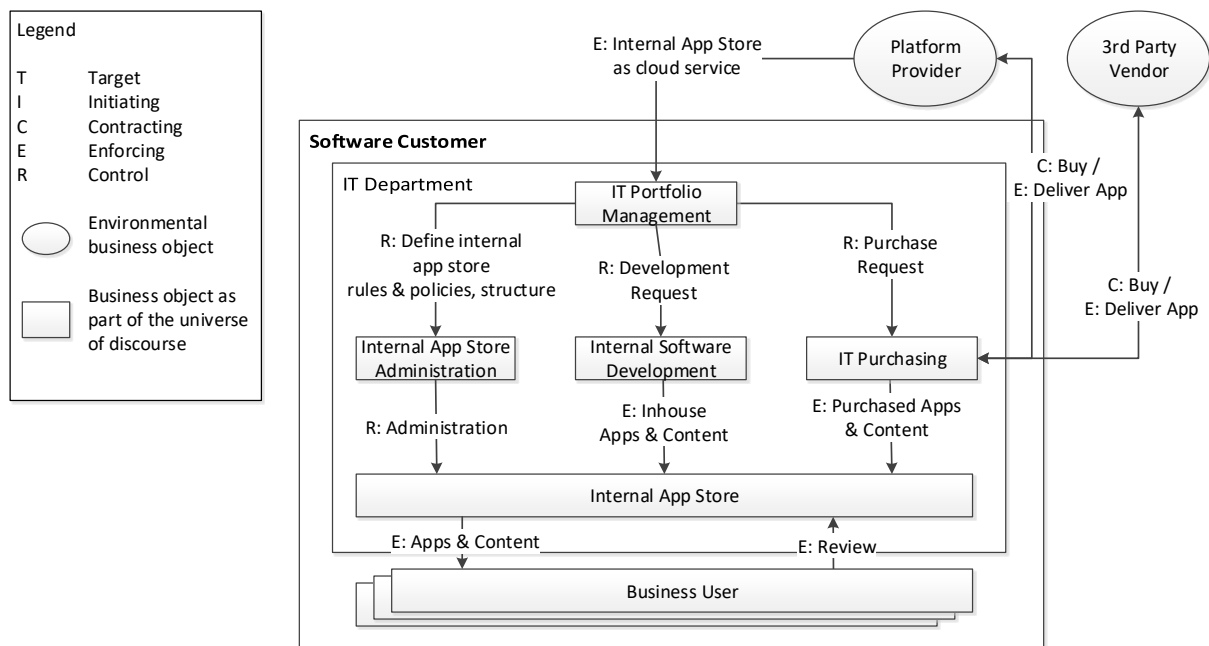 Legend
T Target
I Initiating
C Contracting
E Enforcing
R Control
Environmental
business object
Business object as
part of the universe
of discourse
E: Internal App Store
as cloud service
Platform
Provider
3rd Party
Vendor
Software Customer
C: Buy /
E: Deliver App
IT Department
IT Portfolio
Management
R: Define internal
app store
rules & policies, structure
R: Development
Request
R: Purchase
Request
C: Buy /
E: Deliver App
Internal App Store
Administration
Internal Software
Development
IT Purchasing
R: Administration
E: Inhouse
Apps & Content
E: Purchased Apps
& Content
Internal App Store
E: Apps & Content
E: Review
Business User